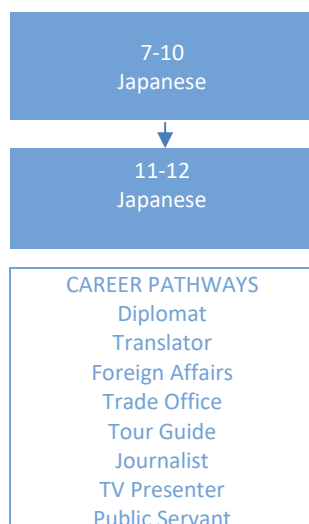 7-10
Japanese
11-12
Japanese
CAREER PATHWAYS
Diplomat
Translator
Foreign Affairs
Trade Office
Tour Guide
Journalist
TV Presenter
Public Servant